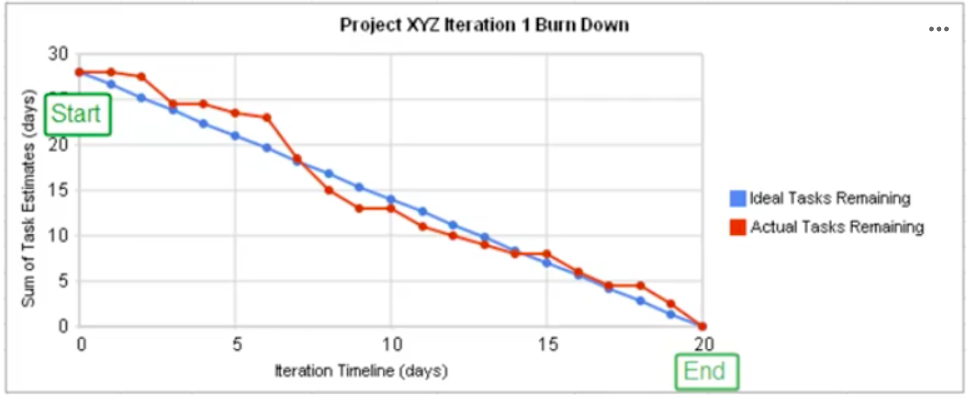 Project XYZ Iteration 1 Burn Down
Sum of Task Estimates (days)
30
Start
20
15
10
5
0
0 5 10 15 20
Iteration Timeline (days)
End
Ideal Tasks Remaining
Actual Tasks Remaining